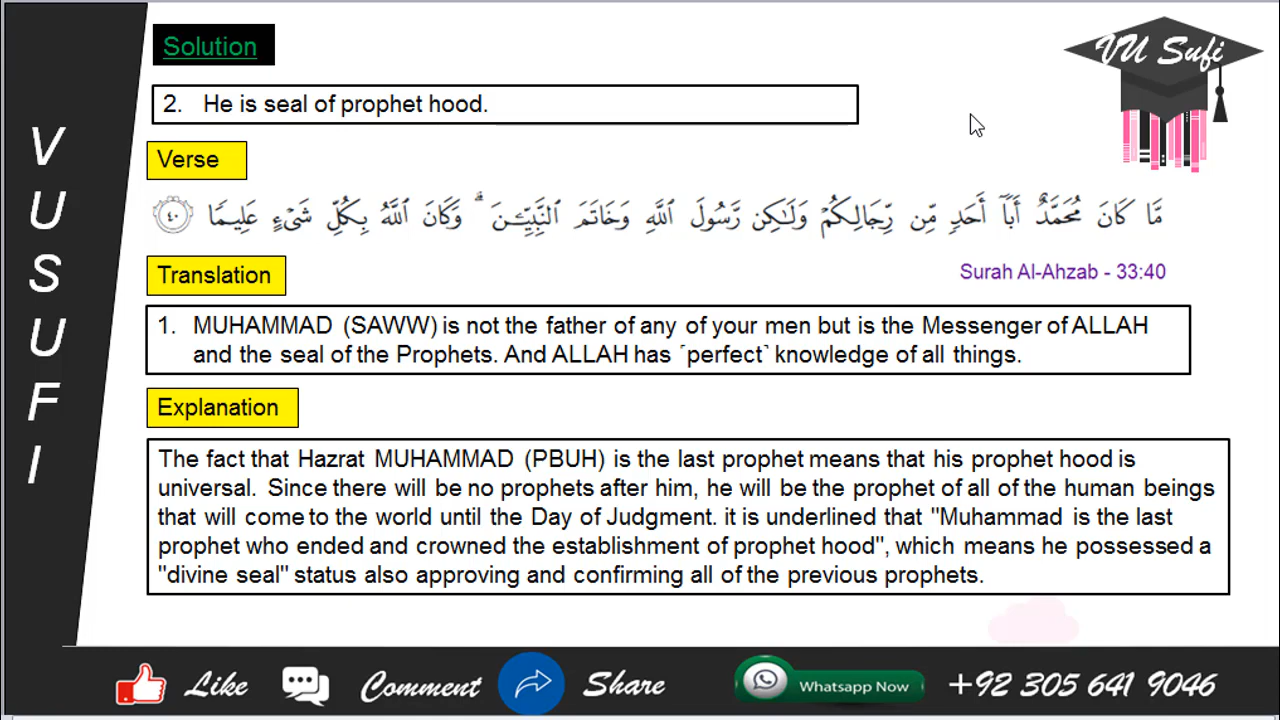 Solution
VU Sufi
2. He is seal of prophet hood.
Verse
مَّا كَانَ مُحَمَّدٌ أَبَآ أَحَدٍ مِّن رِّجَالِكُمْ وَلَـٰكِن رَّسُولَ ٱللَّهِ وَخَاتَمَ ٱلنَّبِيِّـۧنَ ۗ وَكَانَ ٱللَّهُ بِكُلِّ شَىْءٍ عَلِيمًا ٤٠
Translation
Surah Al-Ahzab - 33:40
1. MUHAMMAD (SAWW) is not the father of any of your men but is the Messenger of ALLAH
and the seal of the Prophets. And ALLAH has ˹perfect˺ knowledge of all things.
Explanation
The fact that Hazrat MUHAMMAD (PBUH) is the last prophet means that his prophet hood is
universal. Since there will be no prophets after him, he will be the prophet of all of the human beings
that will come to the world until the Day of Judgment. it is underlined that "Muhammad is the last
prophet who ended and crowned the establishment of prophet hood", which means he possessed a
"divine seal" status also approving and confirming all of the previous prophets.
V
U
S
U
F
I
Like
Comment
Share
Whatsapp Now
+92 305 641 9046